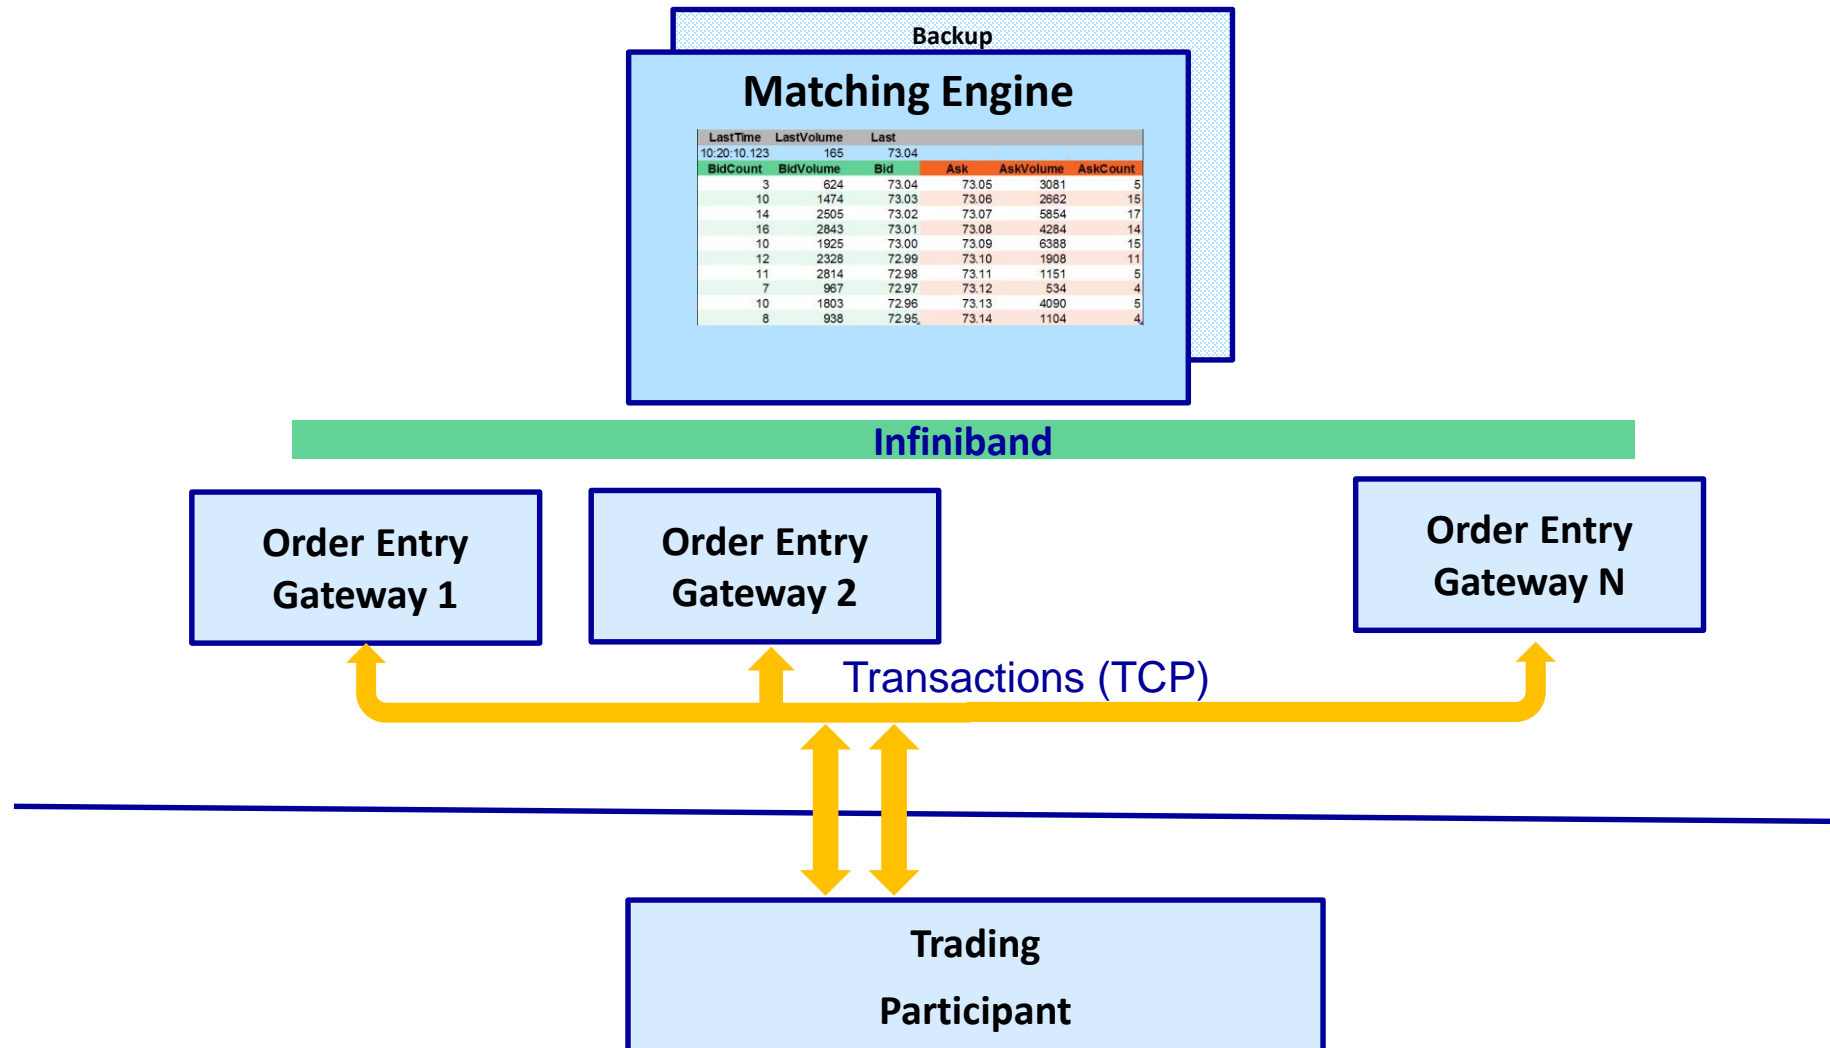 Backup
Matching Engine
LastTime LastVolume Last
10:20:10.123 165 73.04
BidCount BidVolume Bid Ask AskVolume AskCount
3 624 73.04 73.05 3081 5
10 1474 73.03 73.06 2662 15
14 2505 73.02 73.07 5854 17
16 2843 73.01 73.08 4284 14
10 1925 73.00 73.09 6388 15
12 2328 72.99 73.10 1908 11
11 2814 72.98 73.11 1151 5
7 967 72.97 73.12 534 4
10 1803 72.96 73.13 4090 5
8 938 72.95 73.14 1104 4
Infiniband
Order Entry
Gateway 1
Order Entry
Gateway 2
Order Entry
Gateway N
Transactions (TCP)
Trading
Participant